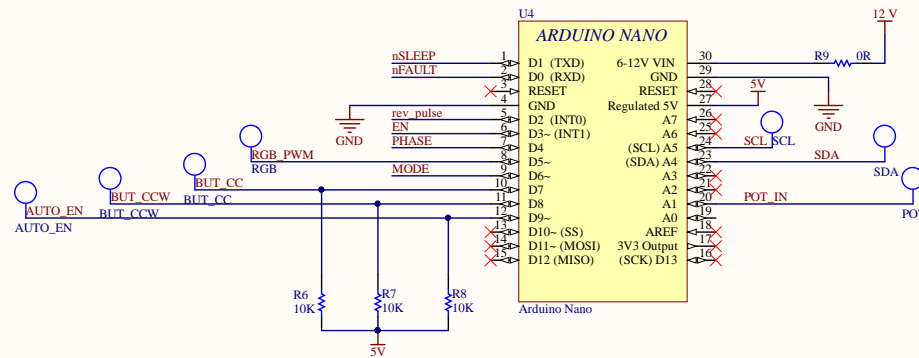 U4
12 V
ARDUINO NANO
nSLEEP 1 D1 (TXD) 6-12V VIN 30 R9 0R
nFAULT 2 D0 (RXD) GND 29
3 RESET RESET 28 5V
4 GND Regulated 5V 27
rev_pulse 5 D2 (INT0) A7 26
GND EN 6 D3~ (INT1) A6 25 GND
PHASE 7 D4 (SCL) A5 24 SCL SCL
RGB_PWM 8 D5~ (SDA) A4 23 SDA
RGB MODE 9 D6~ A3 22 SDA
BUT_CC 10 D7 A2 21
BUT_CC
BUT_CCW 11 D8 A1 20 POT_IN
BUT_CCW
AUTO_EN 12 D9~ A0 19 POT
AUTO_EN
13 D10~ (SS) AREF 18
14 D11~ (MOSI) 3V3 Output 17
15 D12 (MISO) (SCK) D13 16
R6 R7 R8
10K 10K 10K
Arduino Nano
5V